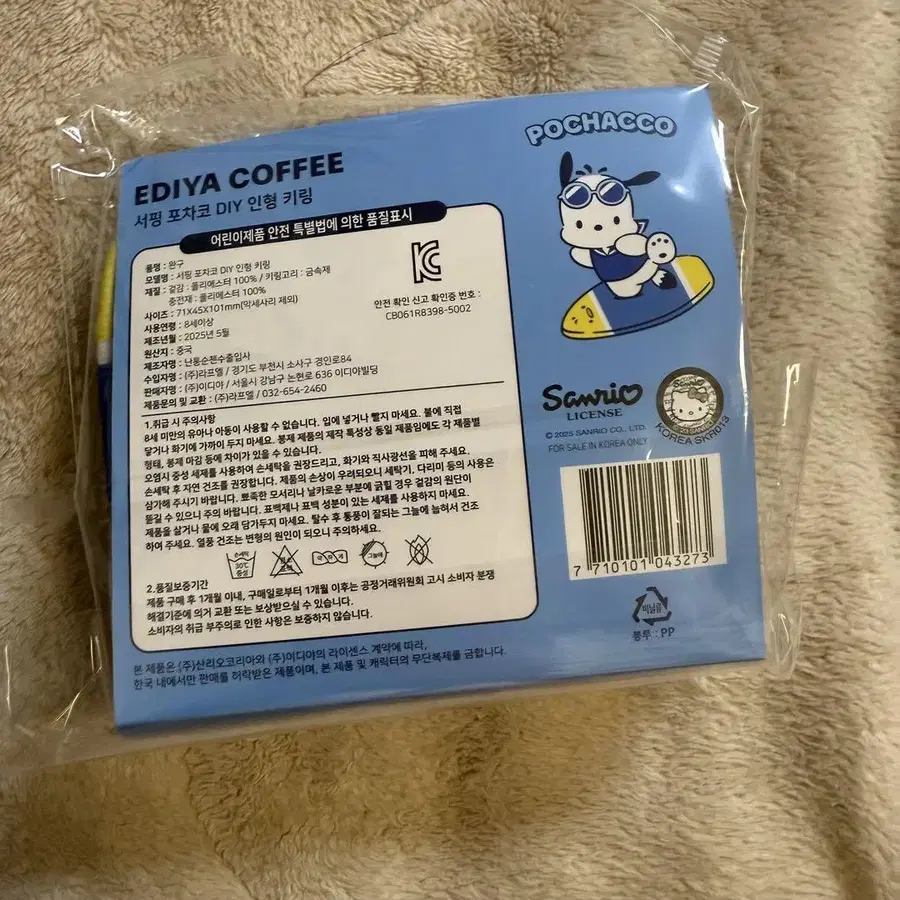 POCHACCO
EDIYA COFFEE
서핑 포차코 DIY 인형 키링
어린이제품 안전 특별법에 의한 품질표시
품명 : 완구
모델명 : 서핑 포차코 DIY 인형 키링
재질 : 겉감 : 폴리에스터 100% / 키링고리 : 금속제
충전재 : 폴리에스터 100%
사이즈 : 71X45X101mm(악세사리 제외)
사용연령 : 8세이상
제조년월 : 2025년 5월
원산지 : 중국
제조자명 : 난통순첸수출입사
수입자명 : (주)라프엘 / 경기도 부천시 소사구 경인로84
판매자명 : (주)이디야 / 서울시 강남구 논현로 636 이디야빌딩
제품문의 및 교환 : (주)라프엘 / 032-654-2460
안전 확인 신고 확인증 번호 :
CB061R8398-5002
1.취급 시 주의사항
8세 미만의 유아나 아동이 사용할 수 없습니다. 입에 넣거나 빨지 마세요. 불에 직접
닿거나 화기에 가까이 두지 마세요. 봉제 제품의 제작 특성상 동일 제품임에도 각 제품별
형태, 봉제 마감 등에 차이가 있을 수 있습니다.
오염시 중성 세제를 사용하여 손세탁을 권장드리고, 화기와 직사광선을 피해 주세요.
손세탁 후 자연 건조를 권장합니다. 제품의 손상이 우려되오니 세탁기, 다리미 등의 사용은
삼가해 주시기 바랍니다. 뾰족한 모서리나 날카로운 부분에 긁힐 경우 겉감의 원단이
뜯길 수 있으니 주의 바랍니다. 표백제나 표백 성분이 있는 세제를 사용하지 마세요.
제품을 삶거나 물에 오래 담가두지 마세요. 탈수 후 통풍이 잘되는 그늘에 눕혀서 건조
하여 주세요. 열풍 건조는 변형의 원인이 되오니 주의하세요.
손세탁
30℃
중성
약하게
그늘에
2.품질보증기간
제품 구매 후 1개월 이내, 구매일로부터 1개월 이후는 공정거래위원회 고시 소비자 분쟁
해결기준에 의거 교환 또는 보상받으실 수 있습니다.
소비자의 취급 부주의로 인한 사항은 보증하지 않습니다.
본 제품은 (주)산리오코리아와 (주)이디야의 라이센스 계약에 따라,
한국 내에서만 판매를 허락받은 제품이며, 본 제품 및 캐릭터의 무단복제를 금합니다.
Sanrio
LICENSE
Sanrio
KOREA SKR013
© 2025 SANRIO CO., LTD.
FOR SALE IN KOREA ONLY
7 710101 043273
비닐류
봉투 : PP